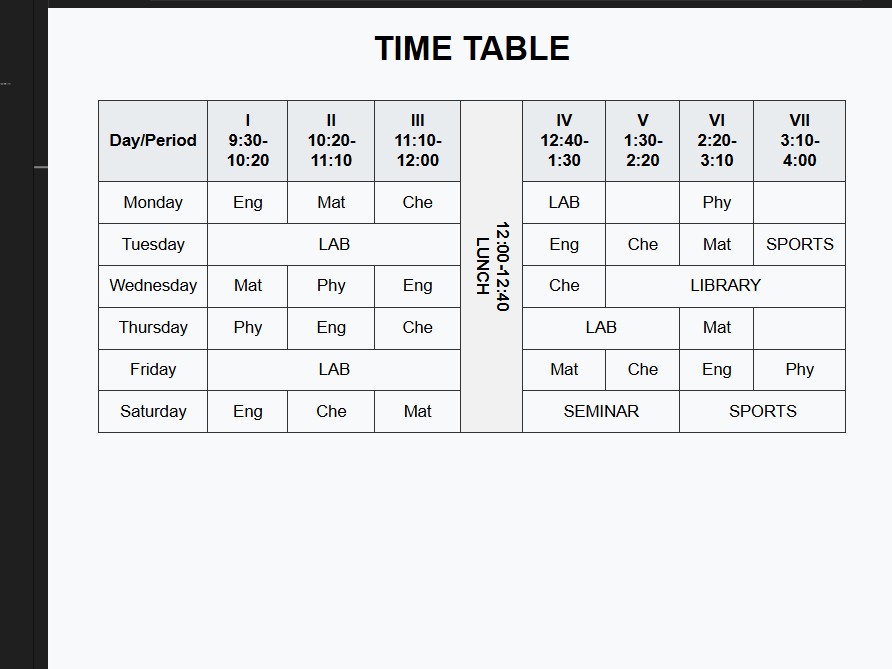 TIME TABLE
Day/Period
I
9:30-
10:20
II
10:20-
11:10
III
11:10-
12:00
12:00-12:40
LUNCH
IV
12:40-
1:30
V
1:30-
2:20
VI
2:20-
3:10
VII
3:10-
4:00
Monday Eng Mat Che LAB Phy
Tuesday LAB Eng Che Mat SPORTS
Wednesday Mat Phy Eng Che LIBRARY
Thursday Phy Eng Che LAB Mat
Friday LAB Mat Che Eng Phy
Saturday Eng Che Mat SEMINAR SPORTS